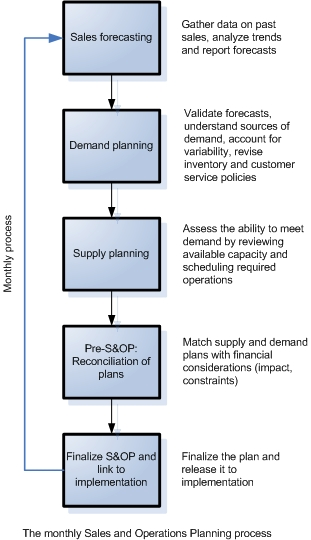 Sales forecasting
Gather data on past
sales, analyze trends
and report forecasts
Demand planning
Validate forecasts,
understand sources of
demand, account for
variability, revise
inventory and customer
service policies
Supply planning
Assess the ability to meet
demand by reviewing
available capacity and
scheduling required
operations
Pre-S&OP:
Reconciliation of
plans
Match supply and demand
plans with financial
considerations (impact,
constraints)
Finalize S&OP and
link to
implementation
Finalize the plan and
release it to
implementation
Monthly process
The monthly Sales and Operations Planning process